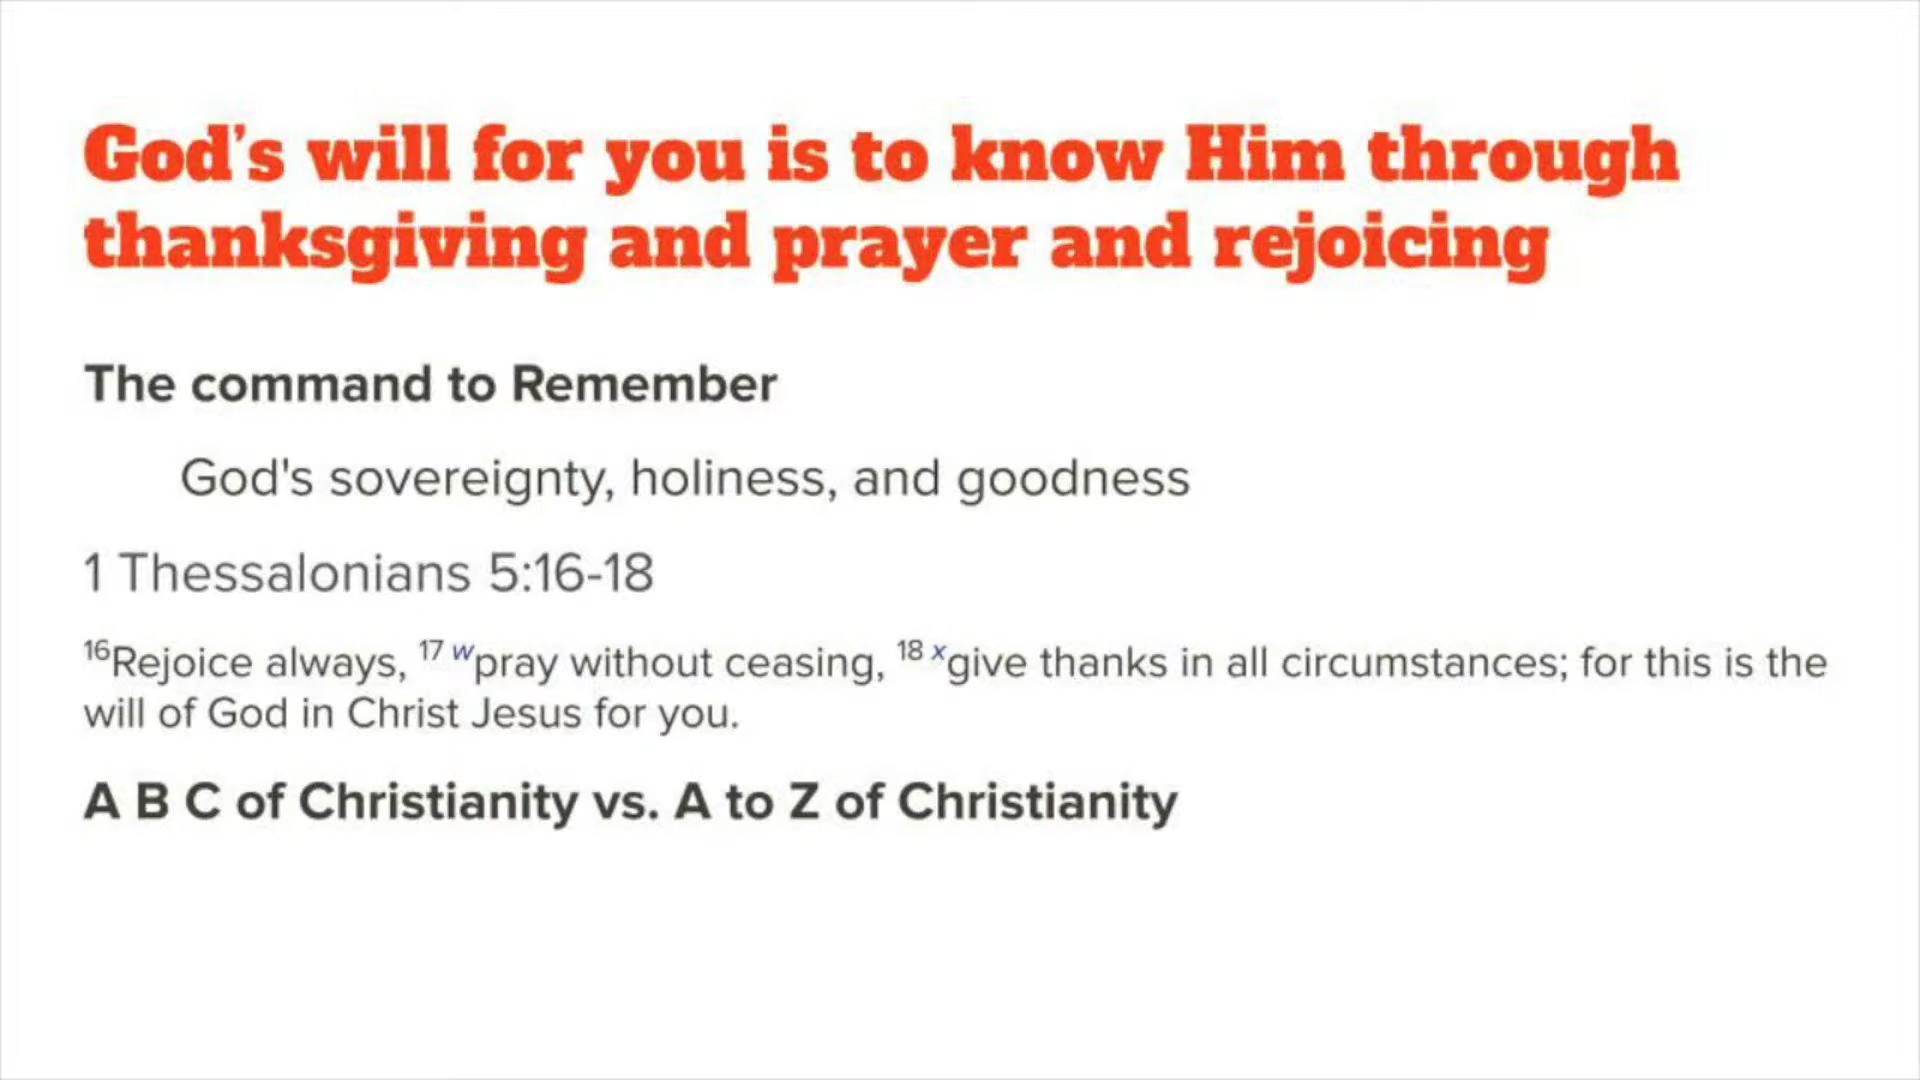 God’s will for you is to know Him through
thanksgiving and prayer and rejoicing
The command to Remember
God's sovereignty, holiness, and goodness
1 Thessalonians 5:16-18
16Rejoice always, 17 wpray without ceasing, 18 xgive thanks in all circumstances; for this is the
will of God in Christ Jesus for you.
A B C of Christianity vs. A to Z of Christianity